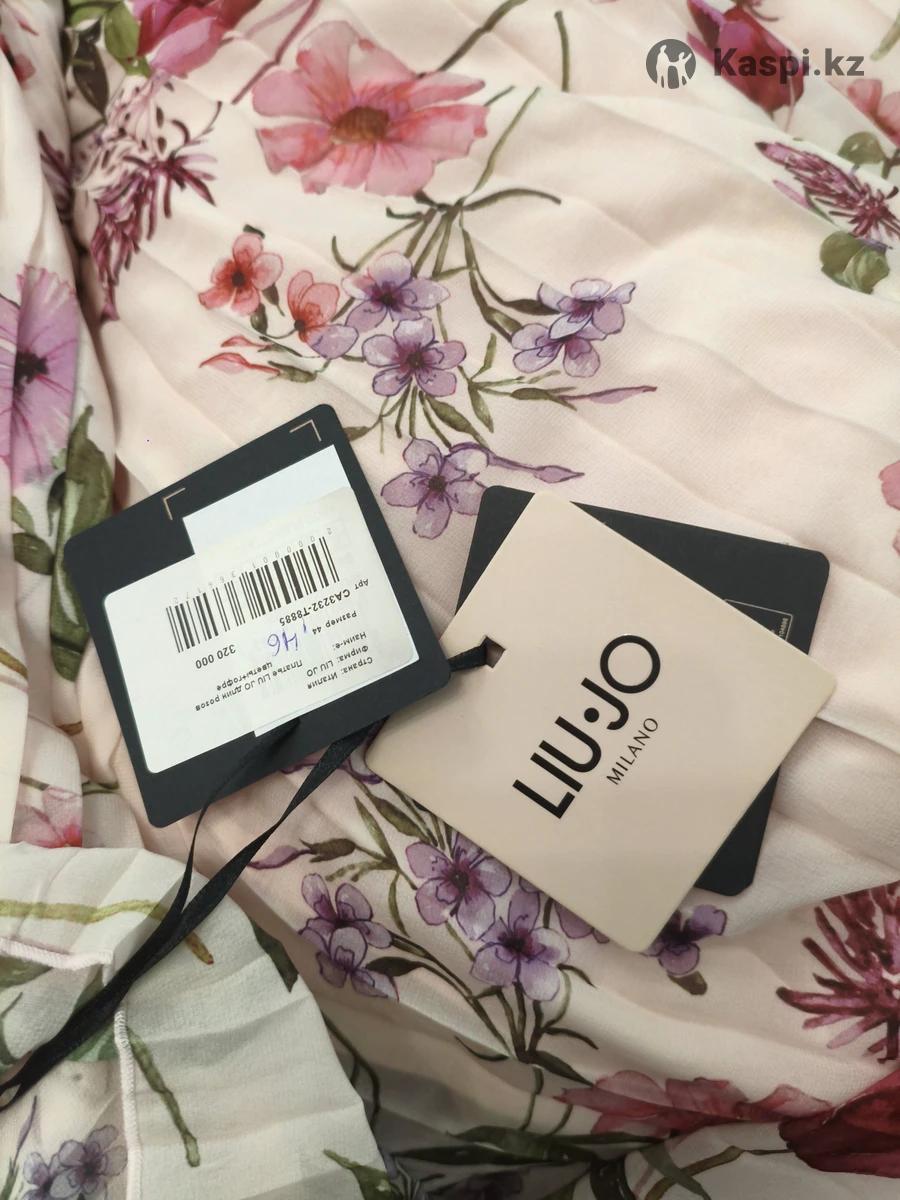 Kaspi.kz
Страна: Италия
Фирма: LIU JO
Наим-е: Платье LIU JO длин розов
цветы+гофре
Размер 44 46
320 000
Арт CA3232-T8885
LIU•JO
MILANO